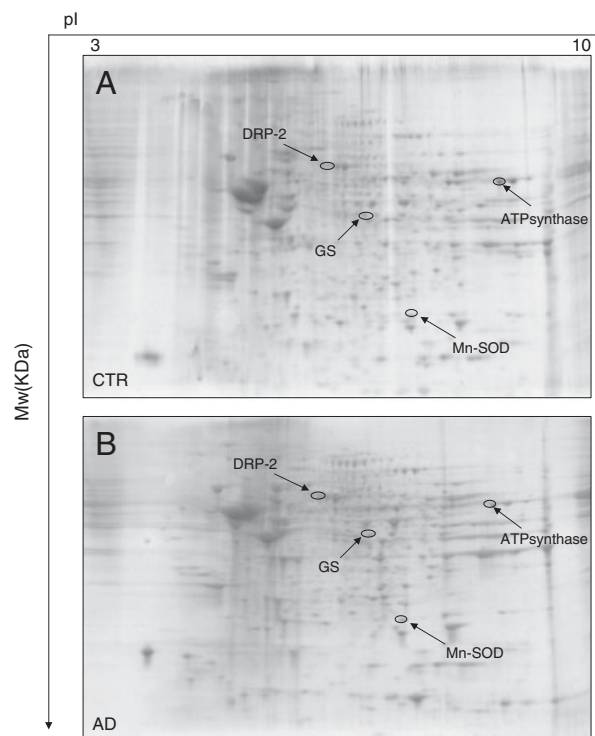 pI
3 10
A
DRP-2
ATPsynthase
GS
Mn-SOD
CTR
Mw(KDa)
B
DRP-2
ATPsynthase
GS
Mn-SOD
AD